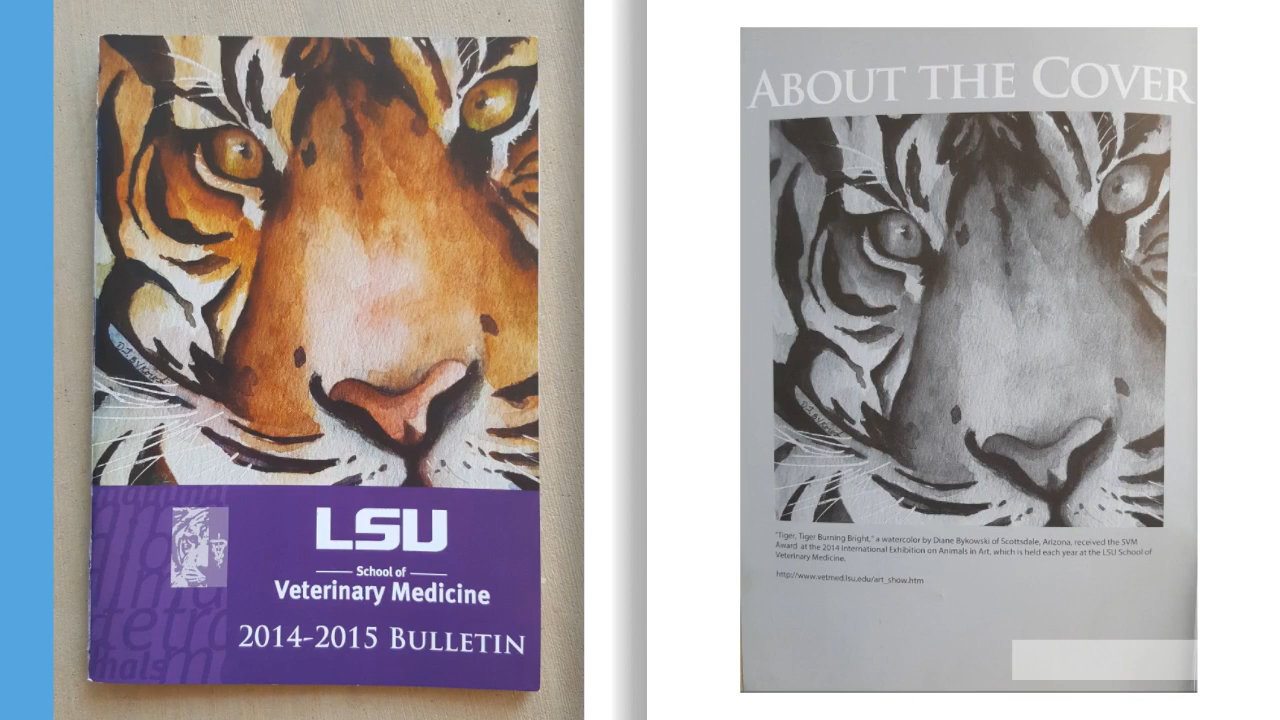 LSU
School of
Veterinary Medicine
2014-2015 BULLETIN
ABOUT THE COVER
"Tiger, Tiger Burning Bright," a watercolor by Diane Bykowski of Scottsdale, Arizona, received the SVM
Award at the 2014 International Exhibition on Animals in Art, which is held each year at the LSU School of
Veterinary Medicine.
http://www.vetmed.lsu.edu/art_show.htm